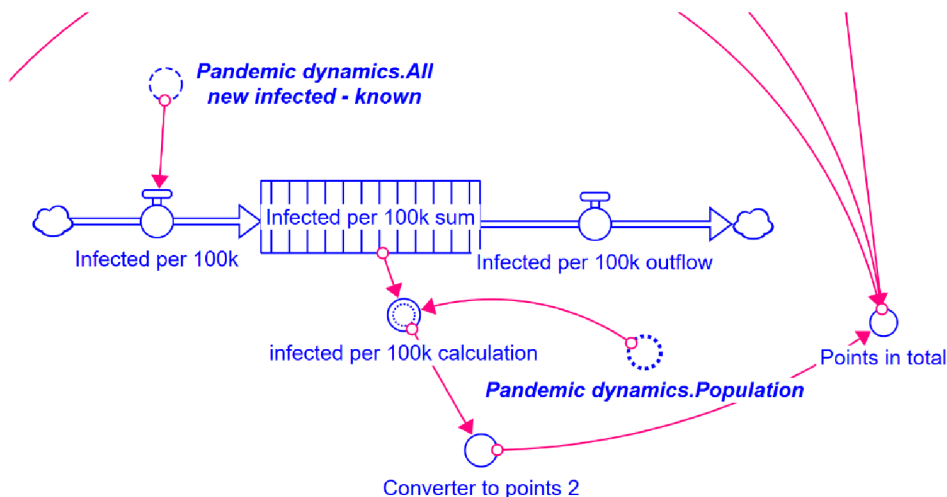 Pandemic dynamics.All
new infected - known
Infected per 100k sum
Infected per 100k
Infected per 100k outflow
infected per 100k calculation
Points in total
Pandemic dynamics.Population
Converter to points 2